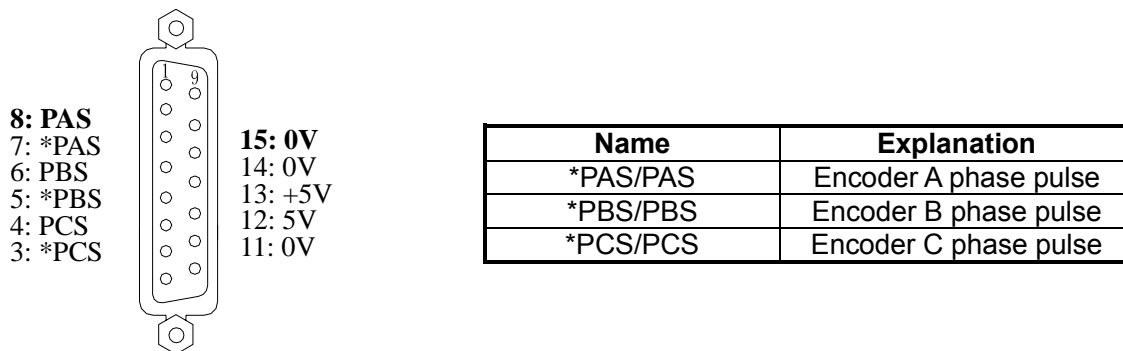 1 9
8: PAS
7: *PAS
6: PBS
5: *PBS
4: PCS
3: *PCS
15: 0V
14: 0V
13: +5V
12: 5V
11: 0V
Name Explanation
*PAS/PAS Encoder A phase pulse
*PBS/PBS Encoder B phase pulse
*PCS/PCS Encoder C phase pulse